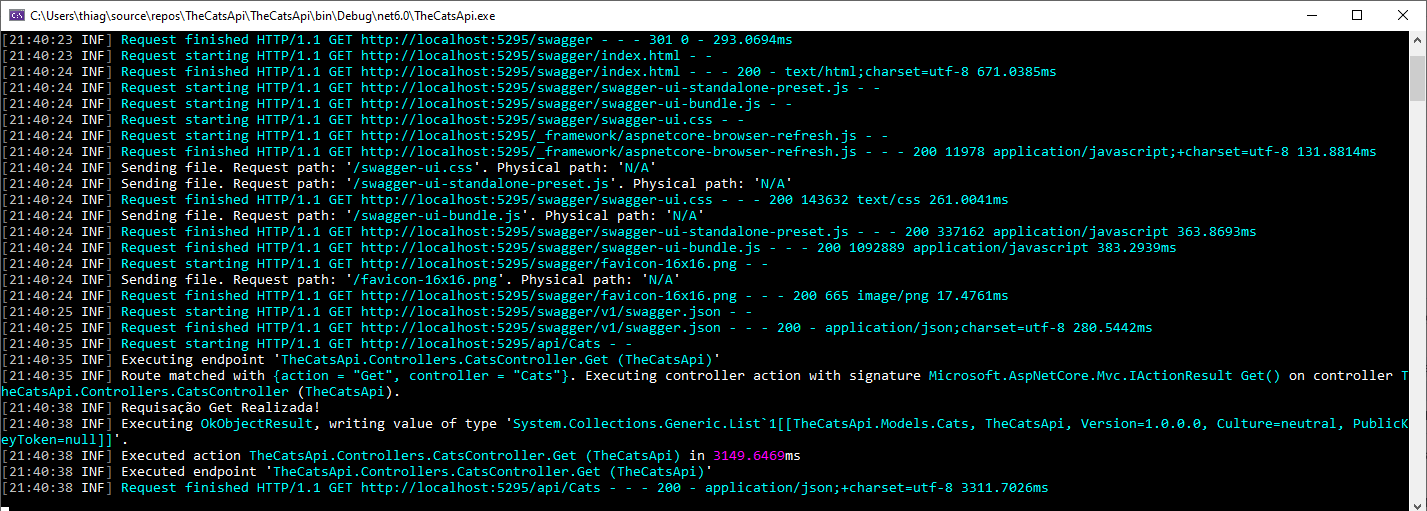 C:\Users\thiag\source\repos\TheCatsApi\TheCatsApi\bin\Debug\net6.0\TheCatsApi.exe
[21:40:23 INF] Request finished HTTP/1.1 GET http://localhost:5295/swagger - - - 301 0 - 293.0694ms
[21:40:23 INF] Request starting HTTP/1.1 GET http://localhost:5295/swagger/index.html - -
[21:40:24 INF] Request finished HTTP/1.1 GET http://localhost:5295/swagger/index.html - - - 200 - text/html;charset=utf-8 671.0385ms
[21:40:24 INF] Request starting HTTP/1.1 GET http://localhost:5295/swagger/swagger-ui-standalone-preset.js - -
[21:40:24 INF] Request starting HTTP/1.1 GET http://localhost:5295/swagger/swagger-ui-bundle.js - -
[21:40:24 INF] Request starting HTTP/1.1 GET http://localhost:5295/swagger/swagger-ui.css - -
[21:40:24 INF] Request starting HTTP/1.1 GET http://localhost:5295/_framework/aspnetcore-browser-refresh.js - -
[21:40:24 INF] Request finished HTTP/1.1 GET http://localhost:5295/_framework/aspnetcore-browser-refresh.js - - - 200 11978 application/javascript;+charset=utf-8 131.8814ms
[21:40:24 INF] Sending file. Request path: '/swagger-ui.css'. Physical path: 'N/A'
[21:40:24 INF] Sending file. Request path: '/swagger-ui-standalone-preset.js'. Physical path: 'N/A'
[21:40:24 INF] Request finished HTTP/1.1 GET http://localhost:5295/swagger/swagger-ui.css - - - 200 143632 text/css 261.0041ms
[21:40:24 INF] Sending file. Request path: '/swagger-ui-bundle.js'. Physical path: 'N/A'
[21:40:24 INF] Request finished HTTP/1.1 GET http://localhost:5295/swagger/swagger-ui-standalone-preset.js - - - 200 337162 application/javascript 363.8693ms
[21:40:24 INF] Request finished HTTP/1.1 GET http://localhost:5295/swagger/swagger-ui-bundle.js - - - 200 1092889 application/javascript 383.2939ms
[21:40:24 INF] Request starting HTTP/1.1 GET http://localhost:5295/swagger/favicon-16x16.png - -
[21:40:24 INF] Sending file. Request path: '/favicon-16x16.png'. Physical path: 'N/A'
[21:40:24 INF] Request finished HTTP/1.1 GET http://localhost:5295/swagger/favicon-16x16.png - - - 200 665 image/png 17.4761ms
[21:40:25 INF] Request starting HTTP/1.1 GET http://localhost:5295/swagger/v1/swagger.json - -
[21:40:25 INF] Request finished HTTP/1.1 GET http://localhost:5295/swagger/v1/swagger.json - - - 200 - application/json;charset=utf-8 280.5442ms
[21:40:35 INF] Request starting HTTP/1.1 GET http://localhost:5295/api/Cats - -
[21:40:35 INF] Executing endpoint 'TheCatsApi.Controllers.CatsController.Get (TheCatsApi)'
[21:40:35 INF] Route matched with {action = "Get", controller = "Cats"}. Executing controller action with signature Microsoft.AspNetCore.Mvc.IActionResult Get() on controller T
heCatsApi.Controllers.CatsController (TheCatsApi).
[21:40:38 INF] Requisação Get Realizada!
[21:40:38 INF] Executing OkObjectResult, writing value of type 'System.Collections.Generic.List`1[[TheCatsApi.Models.Cats, TheCatsApi, Version=1.0.0.0, Culture=neutral, PublicK
eyToken=null]]'.
[21:40:38 INF] Executed action TheCatsApi.Controllers.CatsController.Get (TheCatsApi) in 3149.6469ms
[21:40:38 INF] Executed endpoint 'TheCatsApi.Controllers.CatsController.Get (TheCatsApi)'
[21:40:38 INF] Request finished HTTP/1.1 GET http://localhost:5295/api/Cats - - - 200 - application/json;+charset=utf-8 3311.7026ms